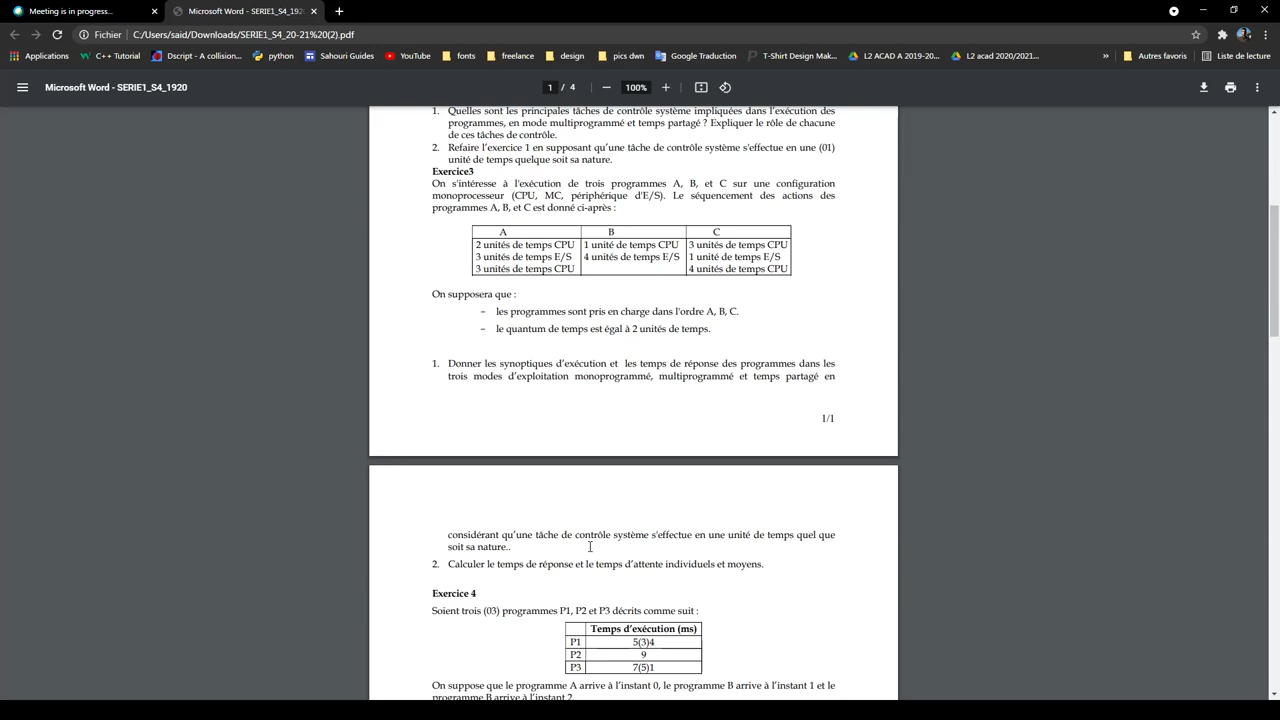 Meeting is in progress...
Microsoft Word - SERIE1_S4_192
Fichier
C:/Users/said/Downloads/SERIE1_S4_20-21%20(2).pdf
Applications
C++ Tutorial
Dscript - A collision...
python
Sahouri Guides
YouTube
fonts
freelance
design
pics dwn
Google Traduction
T-Shirt Design Mak...
L2 ACAD A 2019-20...
L2 acad 2020/2021...
»
Autres favoris
Liste de lecture
Microsoft Word - SERIE1_S4_1920
1 / 4
100%
1. Quelles sont les principales tâches de contrôle système impliquées dans l'exécution des
programmes, en mode multiprogrammé et temps partagé ? Expliquer le rôle de chacune
de ces tâches de contrôle.
2. Refaire l'exercice 1 en supposant qu'une tâche de contrôle système s'effectue en une (01)
unité de temps quelque soit sa nature.
Exercice3
On s'intéresse à l'exécution de trois programmes A, B, et C sur une configuration
monoprocesseur (CPU, MC, périphérique d'E/S). Le séquencement des actions des
programmes A, B, et C est donné ci-après :
A B C
2 unités de temps CPU 1 unité de temps CPU 3 unités de temps CPU
3 unités de temps E/S 4 unités de temps E/S 1 unité de temps E/S
3 unités de temps CPU 4 unités de temps CPU
On supposera que :
– les programmes sont pris en charge dans l'ordre A, B, C.
– le quantum de temps est égal à 2 unités de temps.
1. Donner les synoptiques d'exécution et les temps de réponse des programmes dans les
trois modes d'exploitation monoprogrammé, multiprogrammé et temps partagé en
1/1
considérant qu'une tâche de contrôle système s'effectue en une unité de temps quel que
soit sa nature..
2. Calculer le temps de réponse et le temps d'attente individuels et moyens.
Exercice 4
Soient trois (03) programmes P1, P2 et P3 décrits comme suit :
Temps d'exécution (ms)
P1 5(3)4
P2 9
P3 7(5)1
On suppose que le programme A arrive à l'instant 0, le programme B arrive à l'instant 1 et le
programme B arrive à l'instant 2.